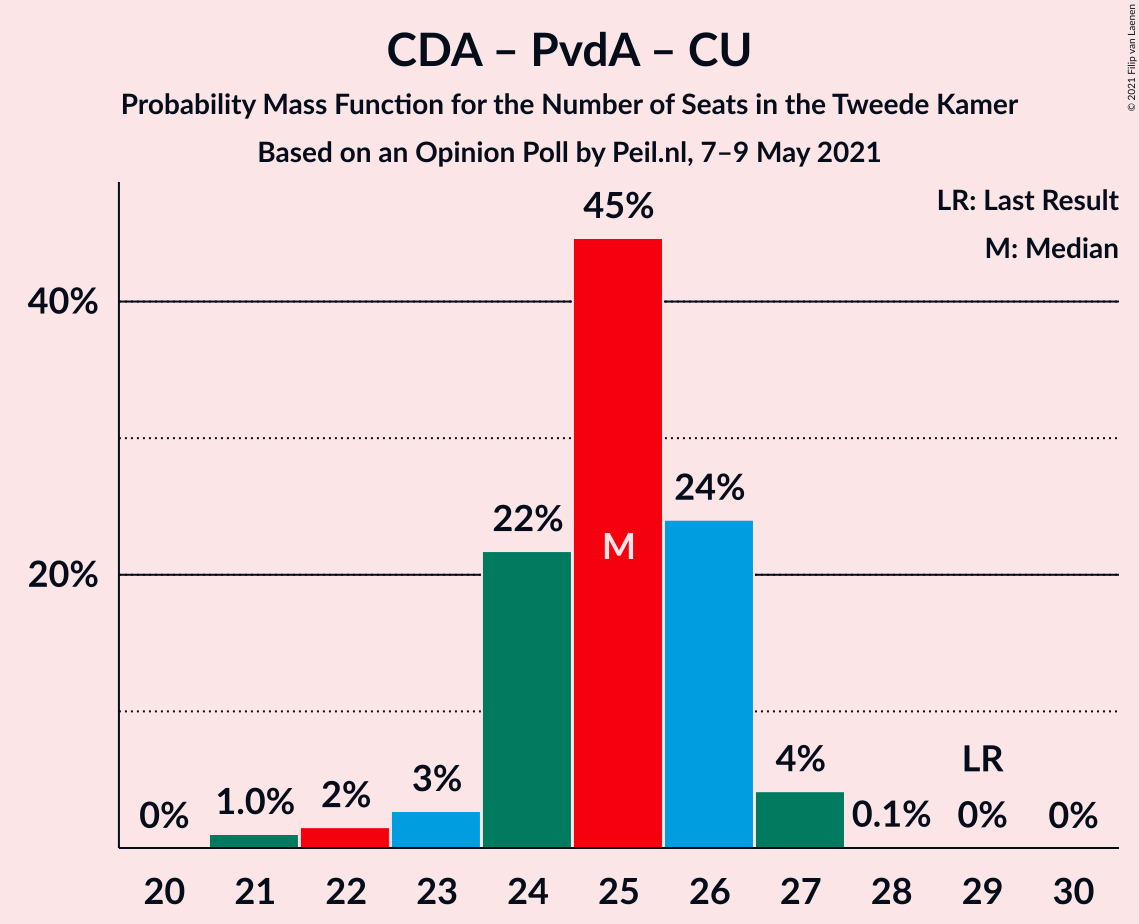 CDA – PvdA – CU
Probability Mass Function for the Number of Seats in the Tweede Kamer
Based on an Opinion Poll by Peil.nl, 7–9 May 2021
© 2021 Filip van Laenen
LR: Last Result
M: Median
40%
20%
0%
1.0%
2%
3%
22%
45%
M
24%
4%
0.1%
LR
0%
0%
20 21 22 23 24 25 26 27 28 29 30